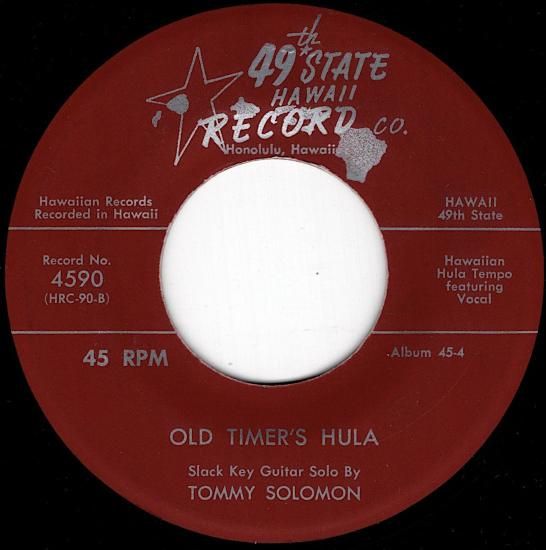 49th STATE
HAWAII
RECORD CO.
Honolulu, Hawaii
Hawaiian Records
Recorded in Hawaii
HAWAII
49th State
Record No.
4590
(HRC-90-B)
Hawaiian
Hula Tempo
featuring
Vocal
45 RPM
Album 45-4
OLD TIMER'S HULA
Slack Key Guitar Solo By
TOMMY SOLOMON